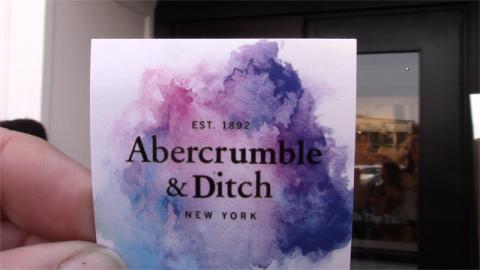 EST. 1892
Abercrumble
& Ditch
NEW YORK